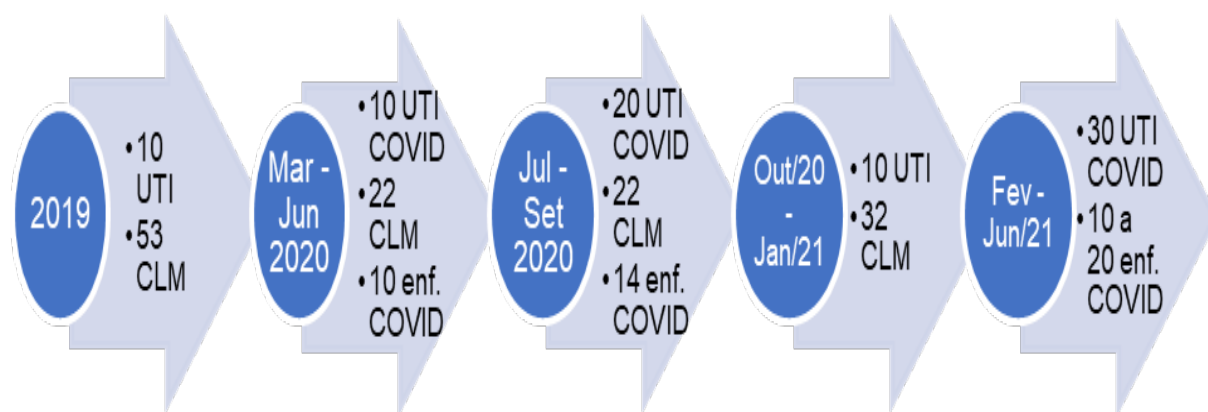 2019
•10
UTI
•53
CLM
Mar -
Jun
2020
•10 UTI
COVID
•22
CLM
•10 enf.
COVID
Jul -
Set
2020
•20 UTI
COVID
•22
CLM
•14 enf.
COVID
Out/20
-
Jan/21
•10 UTI
•32
CLM
Fev -
Jun/21
•30 UTI
COVID
•10 a
20 enf.
COVID